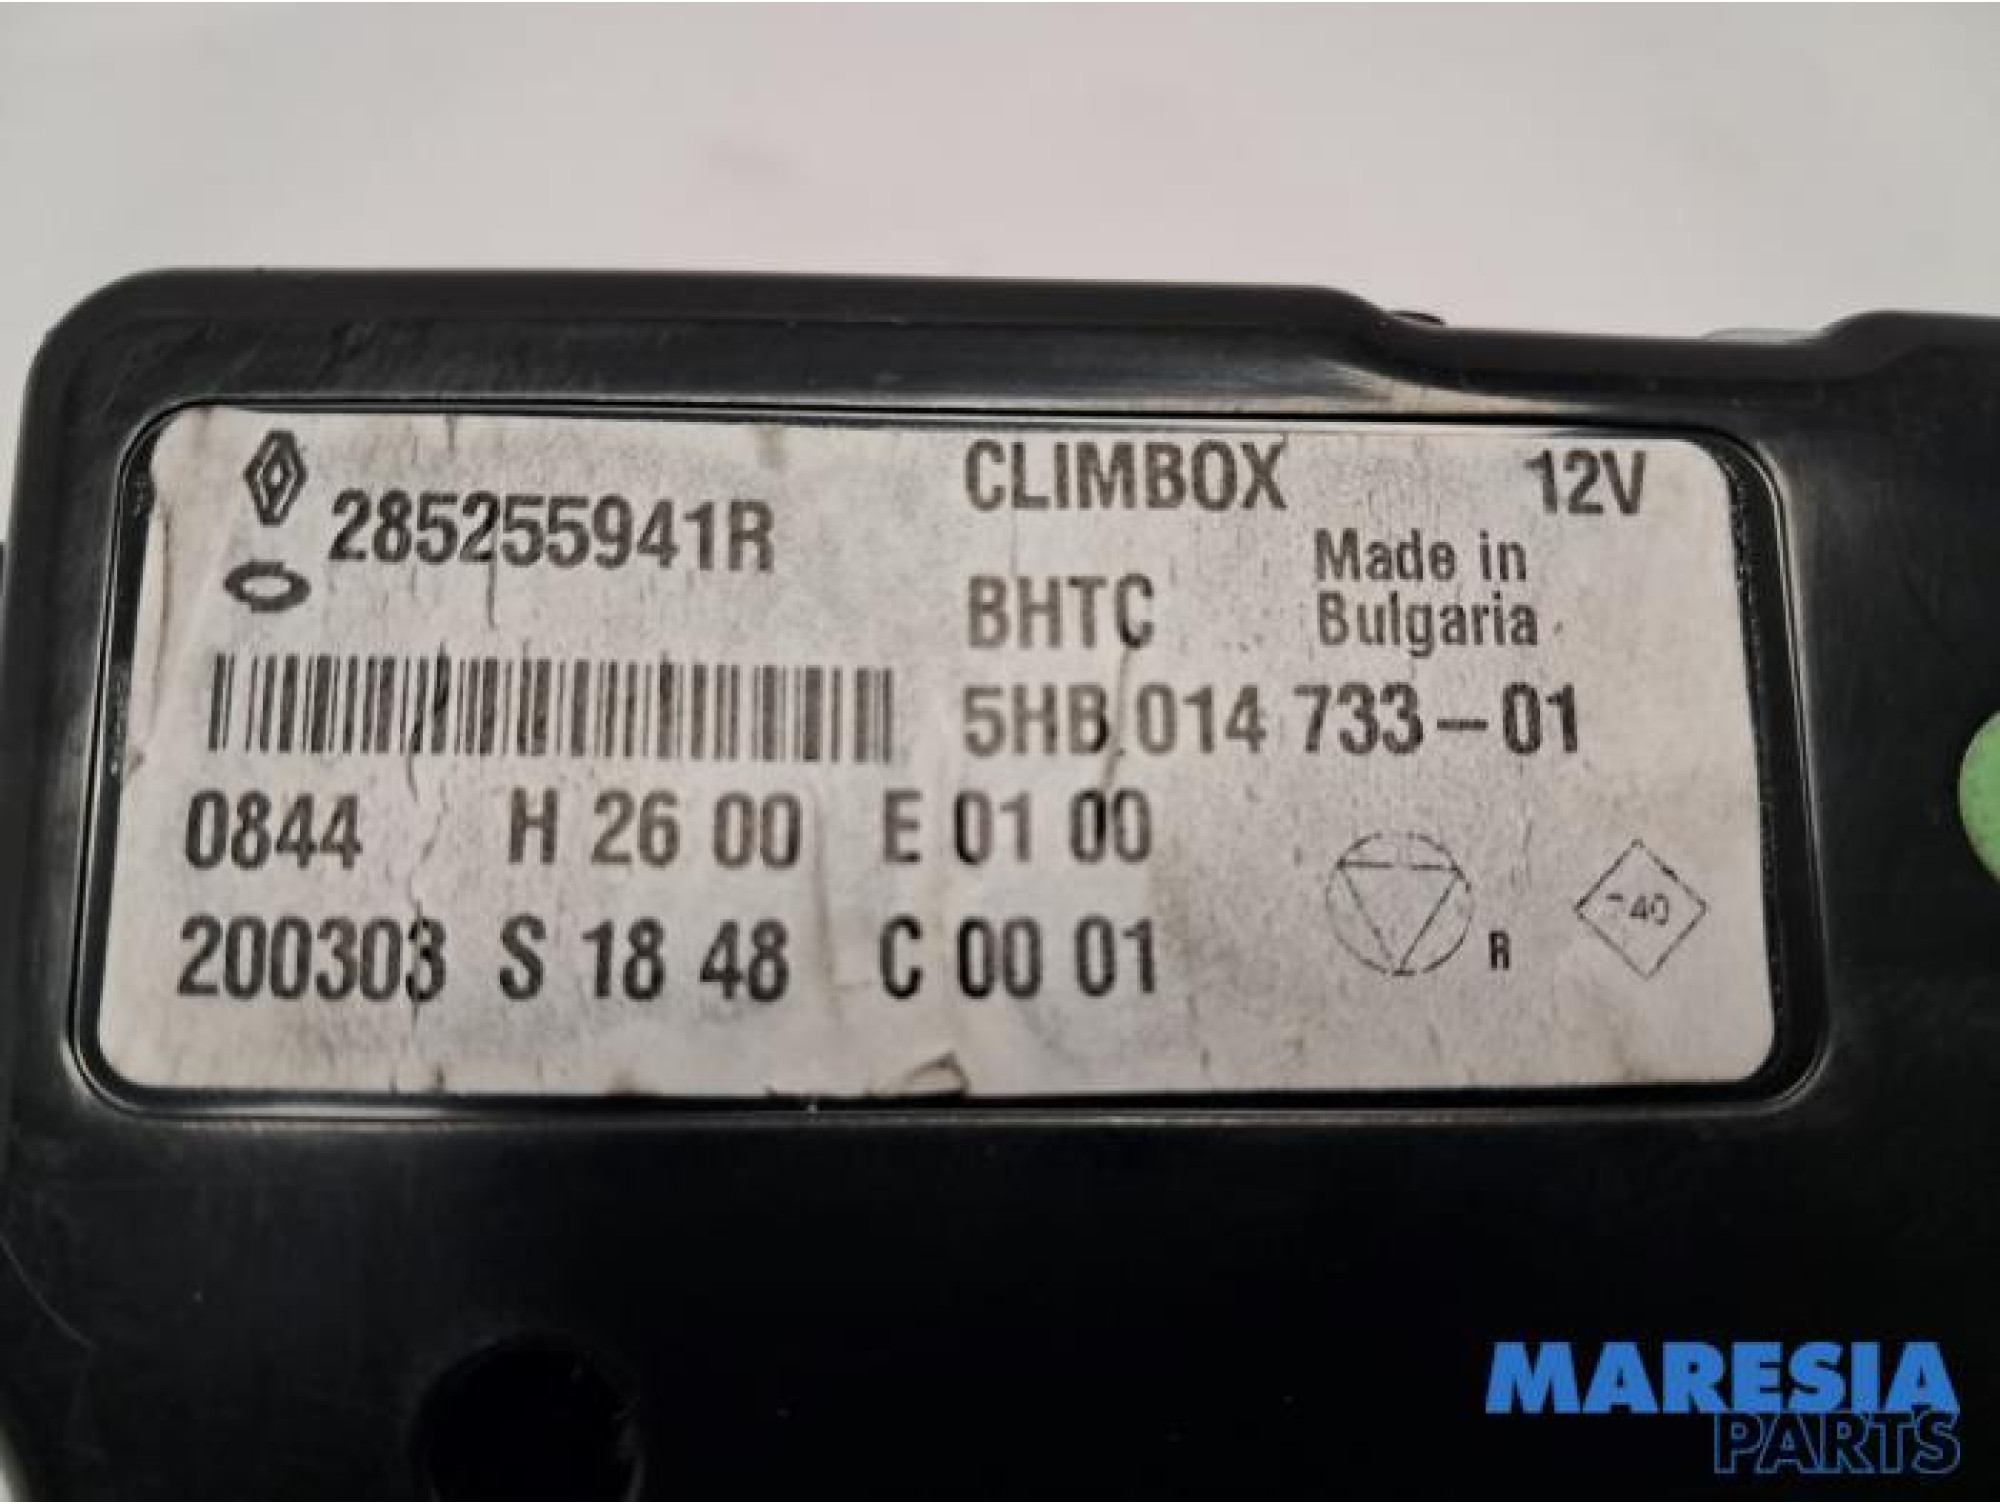 285255941R
CLIMBOX 12V
BHTC
Made in
Bulgaria
5HB 014 733-01
0844 H 26 00 E 01 00
200303 S 18 48 C 00 01
R
MARESIA
PARTS